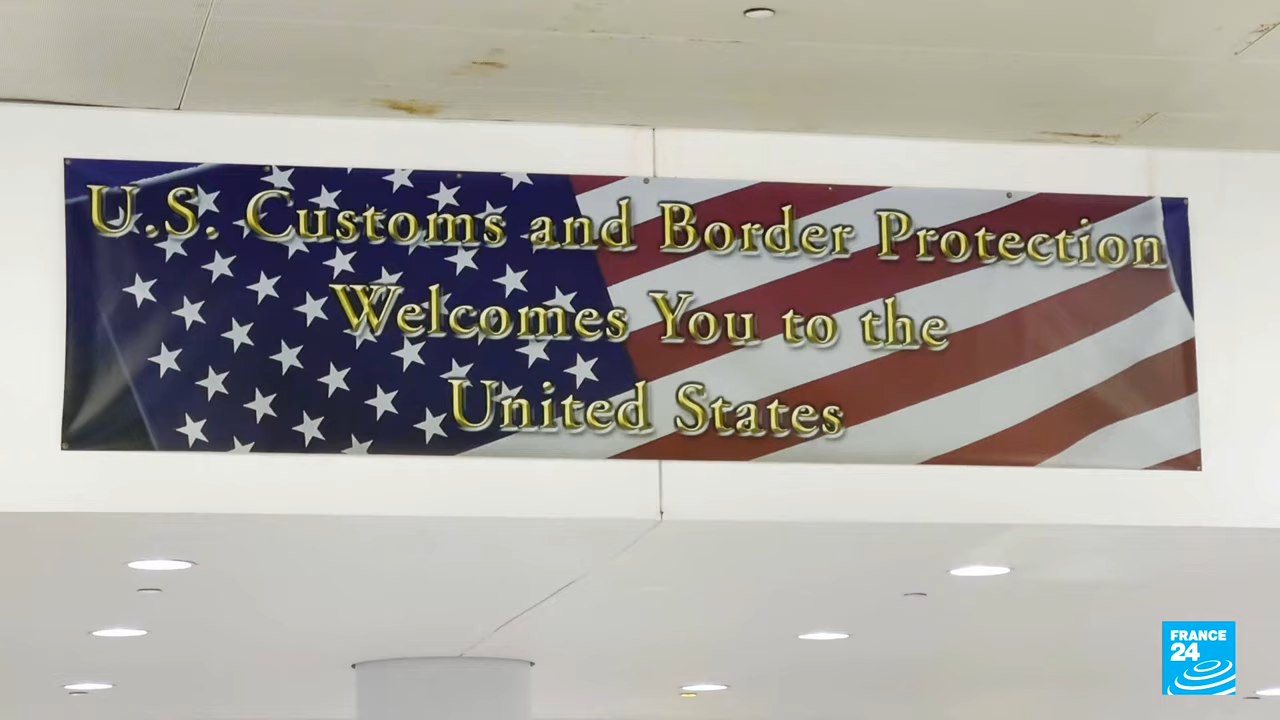 U.S. Customs and Border Protection
Welcomes You to the
United States
FRANCE
24